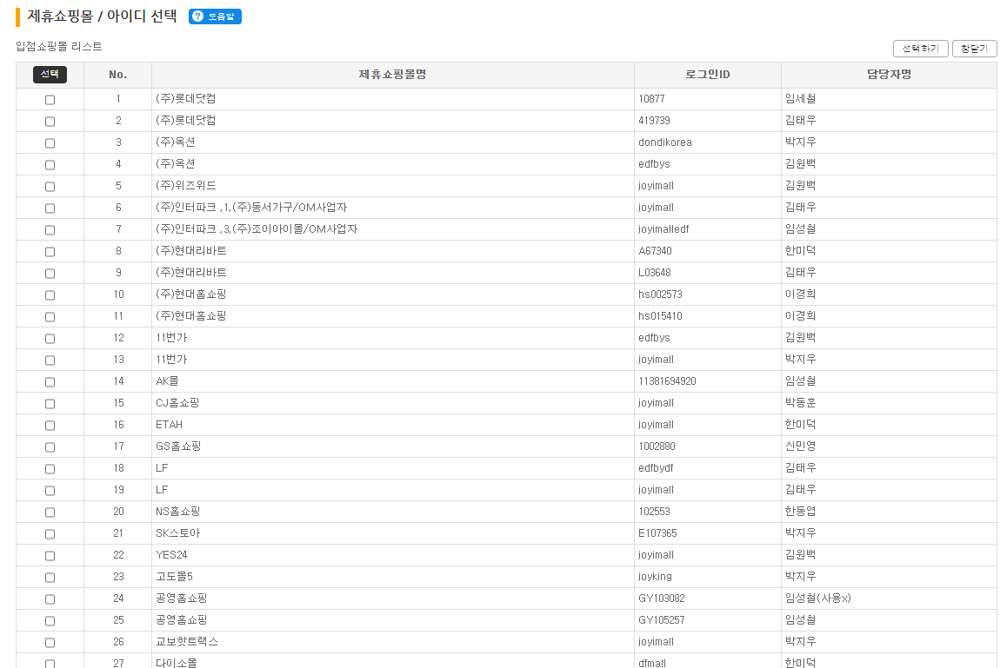 제휴쇼핑몰 / 아이디 선택 ? 도움말
입점쇼핑몰 리스트 선택하기 창닫기
선택 No. 제휴쇼핑몰명 로그인ID 담당자명
1 (주)롯데닷컴 10877 임세철
2 (주)롯데닷컴 419739 김태우
3 (주)옥션 dondikorea 박지우
4 (주)옥션 edfbys 김원백
5 (주)위즈위드 joyimall 김원백
6 (주)인터파크 ,1,(주)동서가구/OM사업자 joyimall 김태우
7 (주)인터파크 ,3,(주)조이아이몰/OM사업자 joyimalledf 임성철
8 (주)현대리바트 A67340 한미덕
9 (주)현대리바트 L03648 김태우
10 (주)현대홈쇼핑 hs002573 이경희
11 (주)현대홈쇼핑 hs015410 이경희
12 11번가 edfbys 김원백
13 11번가 joyimall 박지우
14 AK몰 11381694920 임성철
15 CJ홈쇼핑 joyimall 박동훈
16 ETAH joyimall 한미덕
17 GS홈쇼핑 1002880 신민영
18 LF edfbydf 김태우
19 LF joyimall 김태우
20 NS홈쇼핑 102553 한동엽
21 SK스토아 E107365 박지우
22 YES24 joyimall 김원백
23 고도몰5 joyking 박지우
24 공영홈쇼핑 GY103082 임성철(사용x)
25 공영홈쇼핑 GY105257 임성철
26 교보핫트랙스 joyimall 박지우
27 다이소몰 dfmall 한미덕